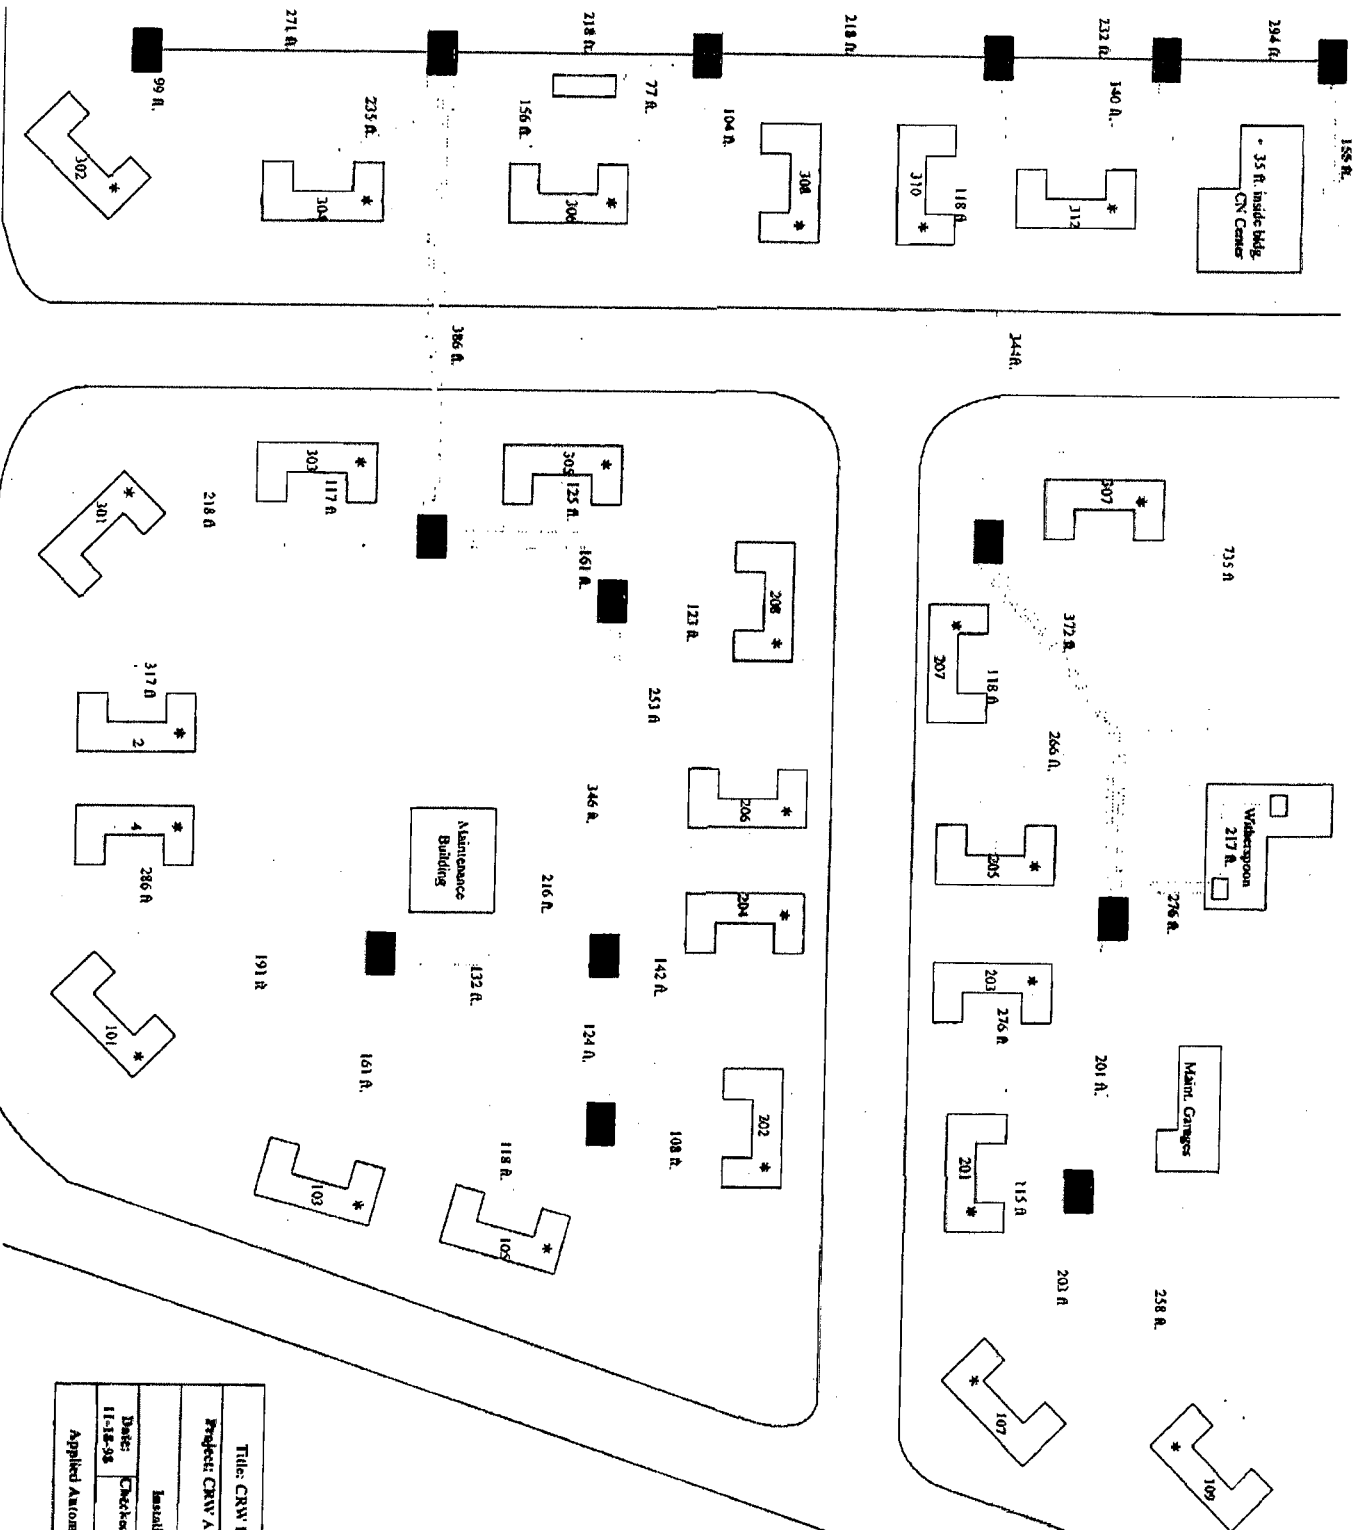 271 ft.
218 ft.
218 ft.
232 ft.
294 ft.
155 ft.
99 ft.
235 ft.
156 ft.
77 ft.
104 ft.
140 ft.
* 35 ft. inside bldg.
CN Center
302
*
304
*
306
*
308
*
310
*
118 ft
312
*
386 ft.
344 ft.
303
*
117 ft
305
*
125 ft.
307
*
218 ft
301
*
161 ft.
208
*
123 ft.
735 ft
372 ft.
207
*
118 ft
317 ft
2
*
253 ft
266 ft.
4
*
286 ft
Maintenance
Building
346 ft.
206
*
205
*
Witherspoon
217 ft.
276 ft.
216 ft.
204
*
203
*
276 ft
191 ft
132 ft.
142 ft.
101
*
161 ft.
124 ft.
201 ft.
Maint. Garages
103
*
118 ft.
105
*
108 ft.
202
*
201
*
215 ft
203 ft
258 ft.
107
*
109
*
Title: CRW
Project: CRW A
Date:
11-18-98
Applied